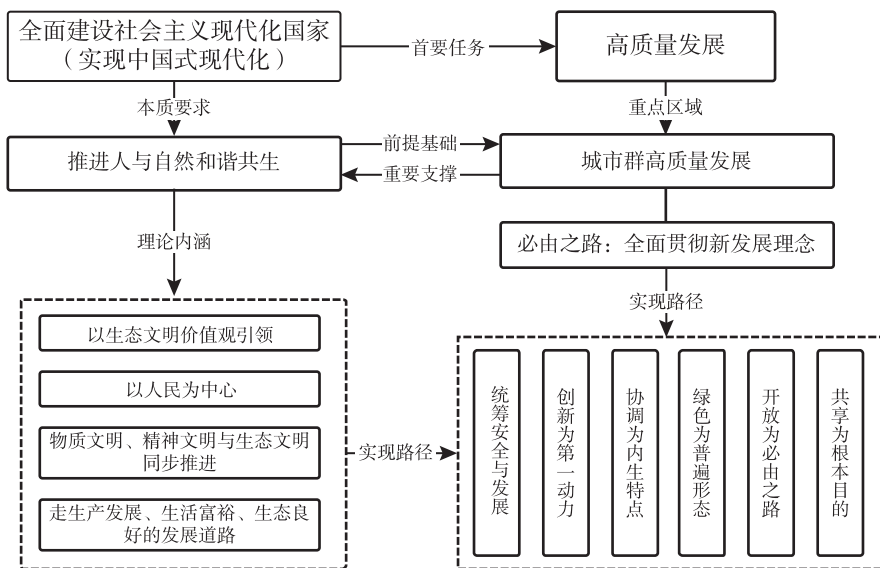 全面建设社会主义现代化国家
（实现中国式现代化）
首要任务
高质量发展
本质要求
重点区域
推进人与自然和谐共生
前提基础
重要支撑
城市群高质量发展
理论内涵
必由之路：全面贯彻新发展理念
实现路径
以生态文明价值观引领
以人民为中心
物质文明、精神文明与生态文明
同步推进
走生产发展、生活富裕、生态良
好的发展道路
实现路径
统筹安全与发展
创新为第一动力
协调为内生特点
绿色为普遍形态
开放为必由之路
共享为根本目的